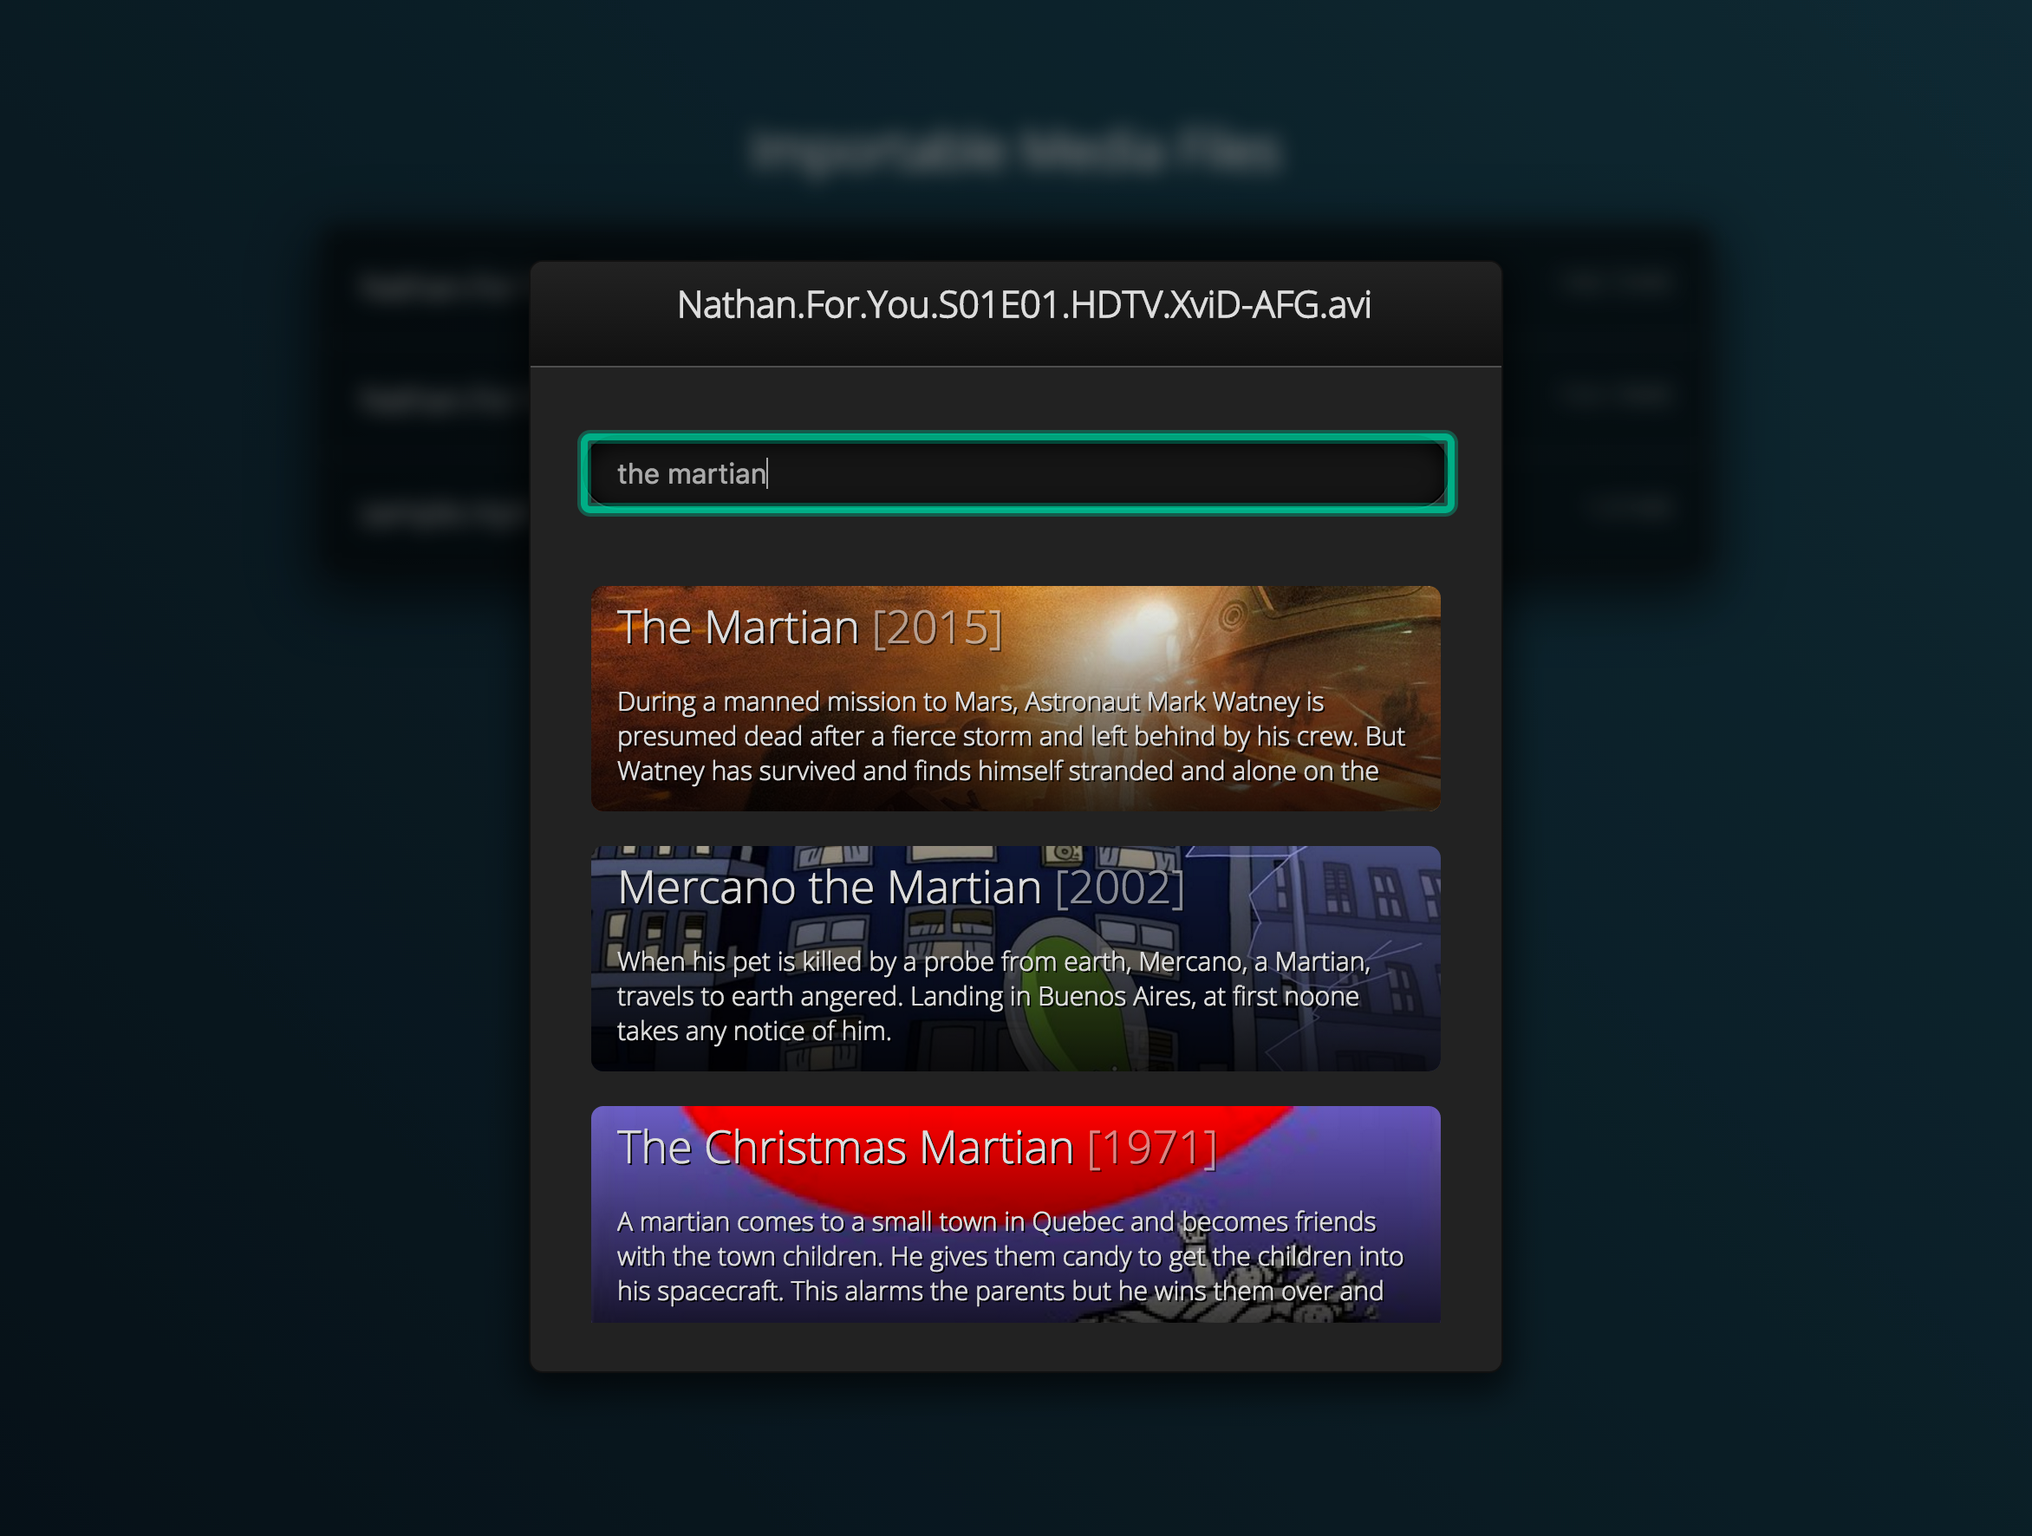 Importable Media Files
Nathan.For.You.S01E01.HDTV.XviD-AFG.avi
the martian
The Martian [2015]
During a manned mission to Mars, Astronaut Mark Watney is
presumed dead after a fierce storm and left behind by his crew. But
Watney has survived and finds himself stranded and alone on the
Mercano the Martian [2002]
When his pet is killed by a probe from earth, Mercano, a Martian,
travels to earth angered. Landing in Buenos Aires, at first noone
takes any notice of him.
The Christmas Martian [1971]
A martian comes to a small town in Quebec and becomes friends
with the town children. He gives them candy to get the children into
his spacecraft. This alarms the parents but he wins them over and